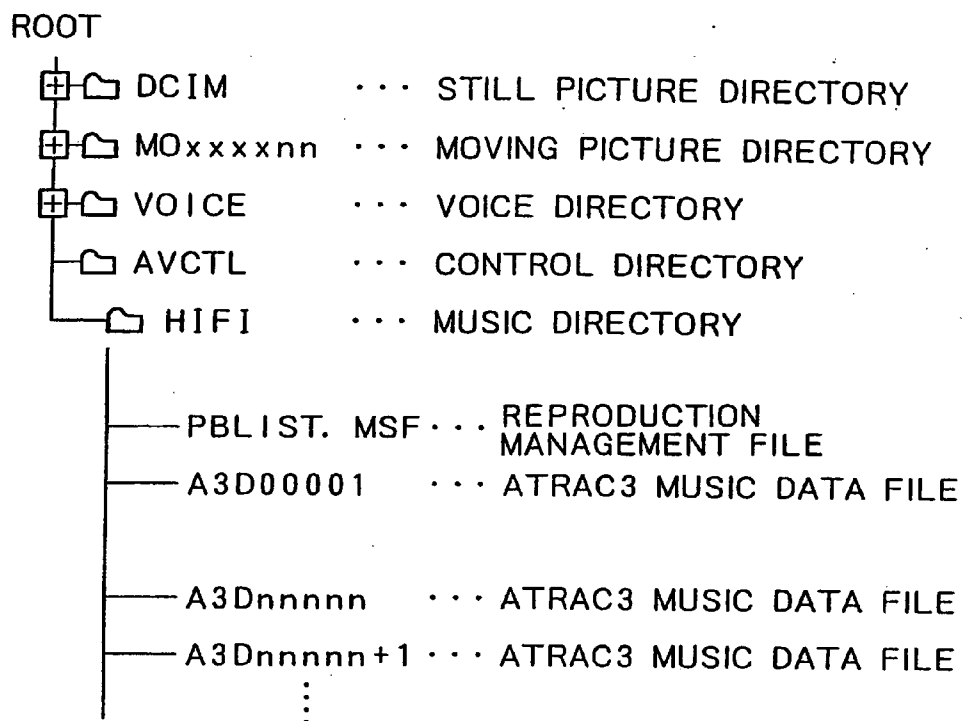 ROOT
DCIM ... STILL PICTURE DIRECTORY
MOxxxxnn ... MOVING PICTURE DIRECTORY
VOICE ... VOICE DIRECTORY
AVCTL ... CONTROL DIRECTORY
HIFI ... MUSIC DIRECTORY
PBLIST. MSF ... REPRODUCTION
MANAGEMENT FILE
A3D00001 ... ATRAC3 MUSIC DATA FILE
A3Dnnnnn ... ATRAC3 MUSIC DATA FILE
A3Dnnnnn+1 ... ATRAC3 MUSIC DATA FILE